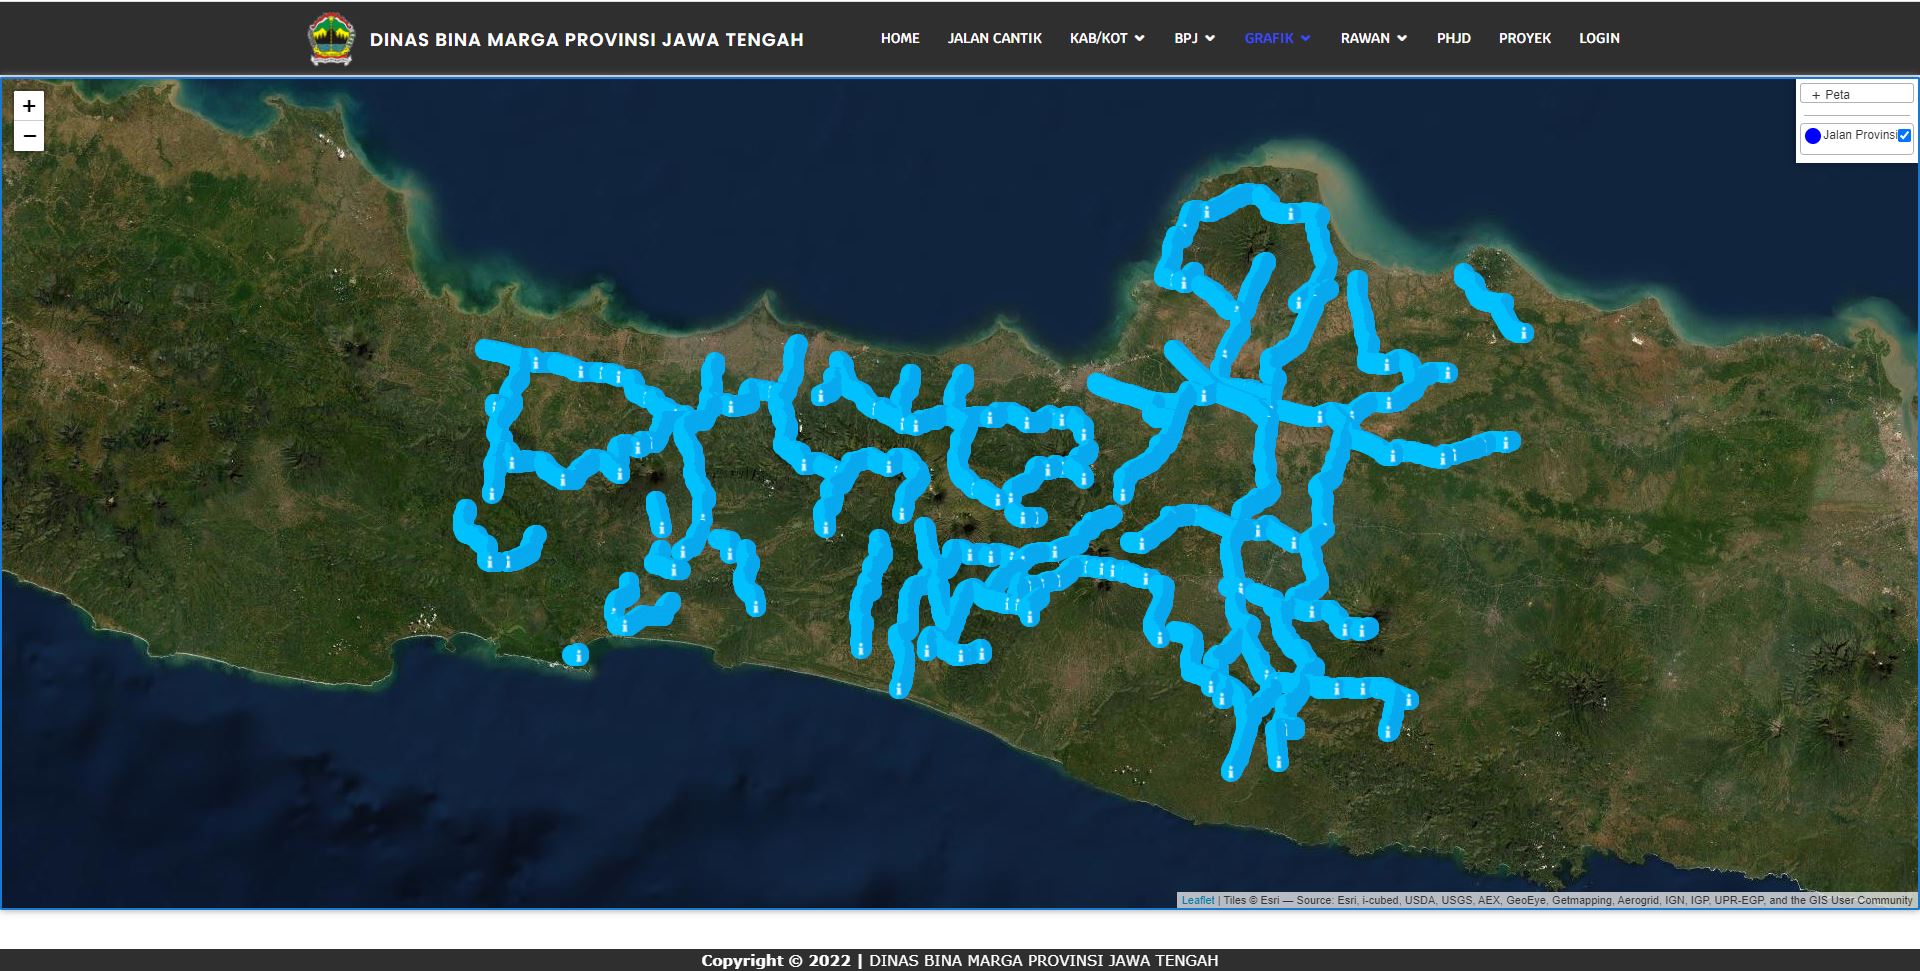 DINAS BINA MARGA PROVINSI JAWA TENGAH
HOME JALAN CANTIK KAB/KOT BPJ GRAFIK RAWAN PHJD PROYEK LOGIN
+
−
+ Peta
Jalan Provinsi
Leaflet | Tiles © Esri — Source: Esri, i-cubed, USDA, USGS, AEX, GeoEye, Getmapping, Aerogrid, IGN, IGP, UPR-EGP, and the GIS User Community
Copyright © 2022 | DINAS BINA MARGA PROVINSI JAWA TENGAH